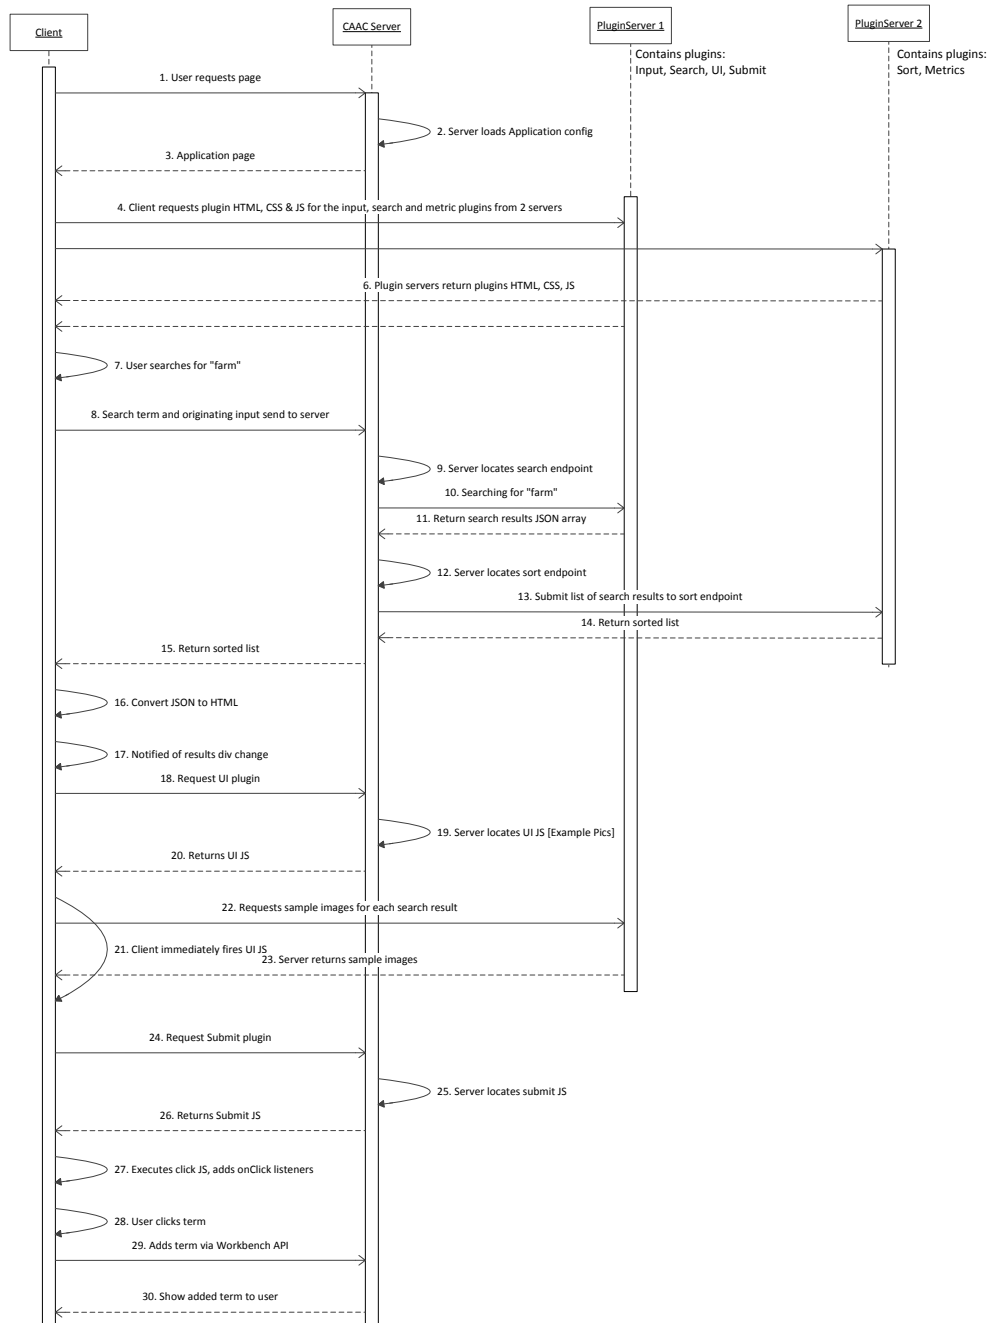 Client
CAAC Server
PluginServer 1
PluginServer 2
Contains plugins:
Input, Search, UI, Submit
Contains plugins:
Sort, Metrics
1. User requests page
2. Server loads Application config
3. Application page
4. Client requests plugin HTML, CSS & JS for the input, search and metric plugins from 2 servers
6. Plugin servers return plugins HTML, CSS, JS
7. User searches for "farm"
8. Search term and originating input send to server
9. Server locates search endpoint
10. Searching for "farm"
11. Return search results JSON array
12. Server locates sort endpoint
13. Submit list of search results to sort endpoint
14. Return sorted list
15. Return sorted list
16. Convert JSON to HTML
17. Notified of results div change
18. Request UI plugin
19. Server locates UI JS [Example Pics]
20. Returns UI JS
22. Requests sample images for each search result
21. Client immediately fires UI JS
23. Server returns sample images
24. Request Submit plugin
25. Server locates submit JS
26. Returns Submit JS
27. Executes click JS, adds onClick listeners
28. User clicks term
29. Adds term via Workbench API
30. Show added term to user